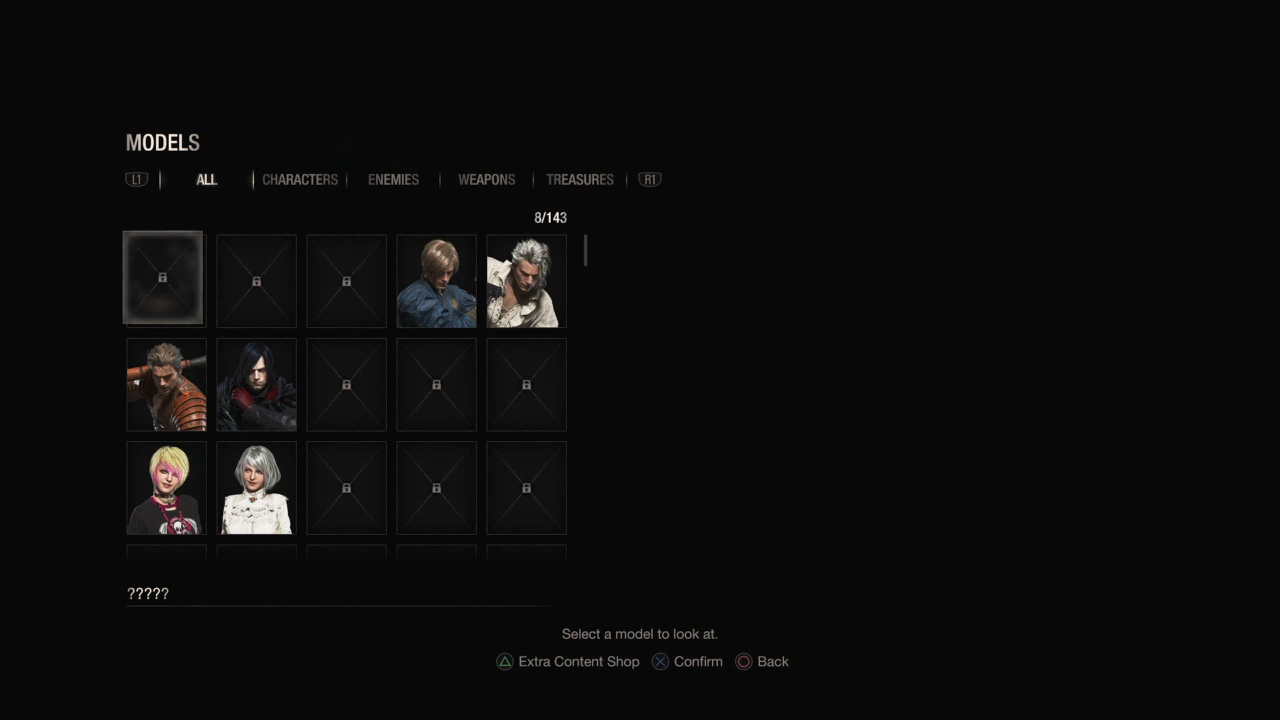 MODELS
L1 ALL CHARACTERS ENEMIES WEAPONS TREASURES R1
8/143
?????
Select a model to look at.
Extra Content Shop Confirm Back